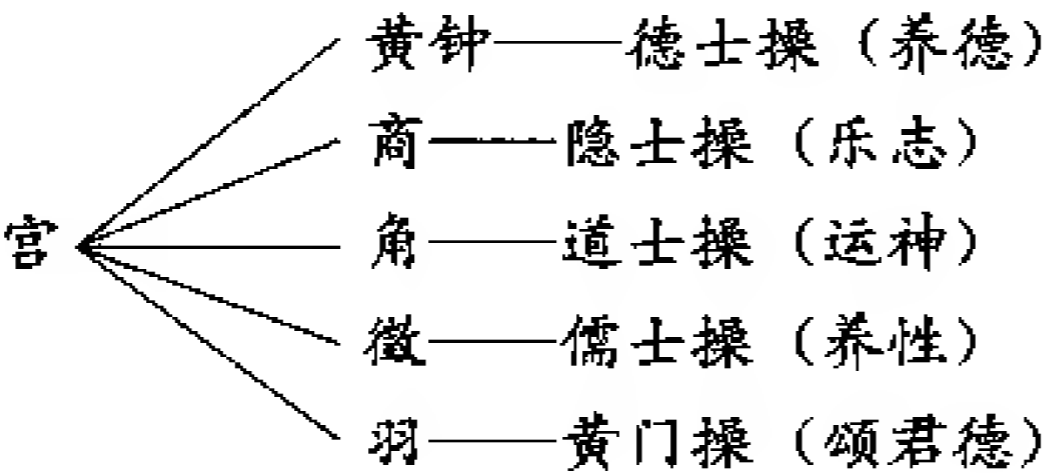 黄钟——德士操（养德）
商——隐士操（乐志）
宫
角——道士操（运神）
徵——儒士操（养性）
羽——黄门操（颂君德）